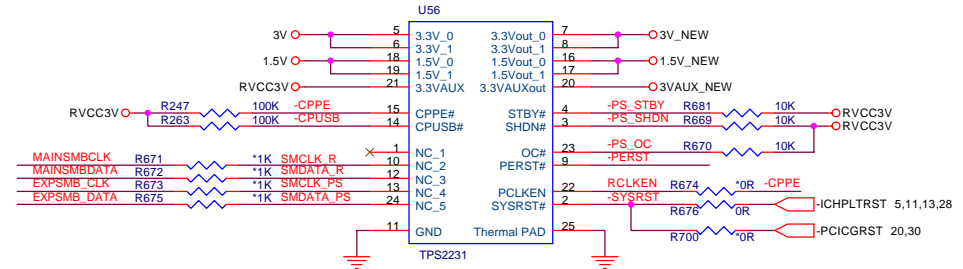 U56
3V 5 3.3V_0 3.3Vout_0 7 3V_NEW
6 3.3V_1 3.3Vout_1 8
1.5V 18 1.5V_0 1.5Vout_0 16 1.5V_NEW
19 1.5V_1 1.5Vout_1 17
RVCC3V 21 3.3VAUX 3.3VAUXout 20 3VAUX_NEW
RVCC3V R247 100K -CPPE 15 CPPE# STBY# 4 -PS_STBY R681 10K RVCC3V
R263 100K -CPUSB 14 CPUSB# SHDN# 3 -PS_SHDN R669 10K RVCC3V
1 NC_1 OC# 23 -PS_OC R670 10K
MAINSMBCLK R671 *1K SMCLK_R 10 NC_2 PERST# 9 -PERST
MAINSMBDATA R672 *1K SMDATA_R 12 NC_3
EXPSMB_CLK R673 *1K SMCLK_PS 13 NC_4 PCLKEN 22 RCLKEN R674 *0R -CPPE
EXPSMB_DATA R675 *1K SMDATA_PS 24 NC_5 SYSRST# 2 -SYSRST R676 0R -ICHPLTRST 5,11,13,28
11 GND Thermal PAD 25 R700 *0R -PCICGRST 20,30
TPS2231